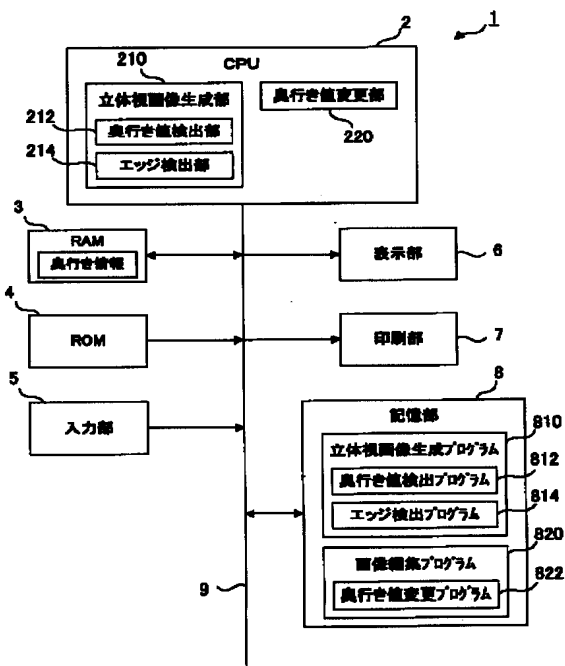 1
2
CPU
210
立体視画像生成部
212
奥行き値検出部
214
エッジ検出部
奥行き値変更部
220
3
RAM
奥行き情報
表示部
6
4
ROM
印刷部
7
5
入力部
8
記憶部
810
立体視画像生成プログラム
812
奥行き値検出プログラム
814
エッジ検出プログラム
820
画像編集プログラム
822
奥行き値変更プログラム
9